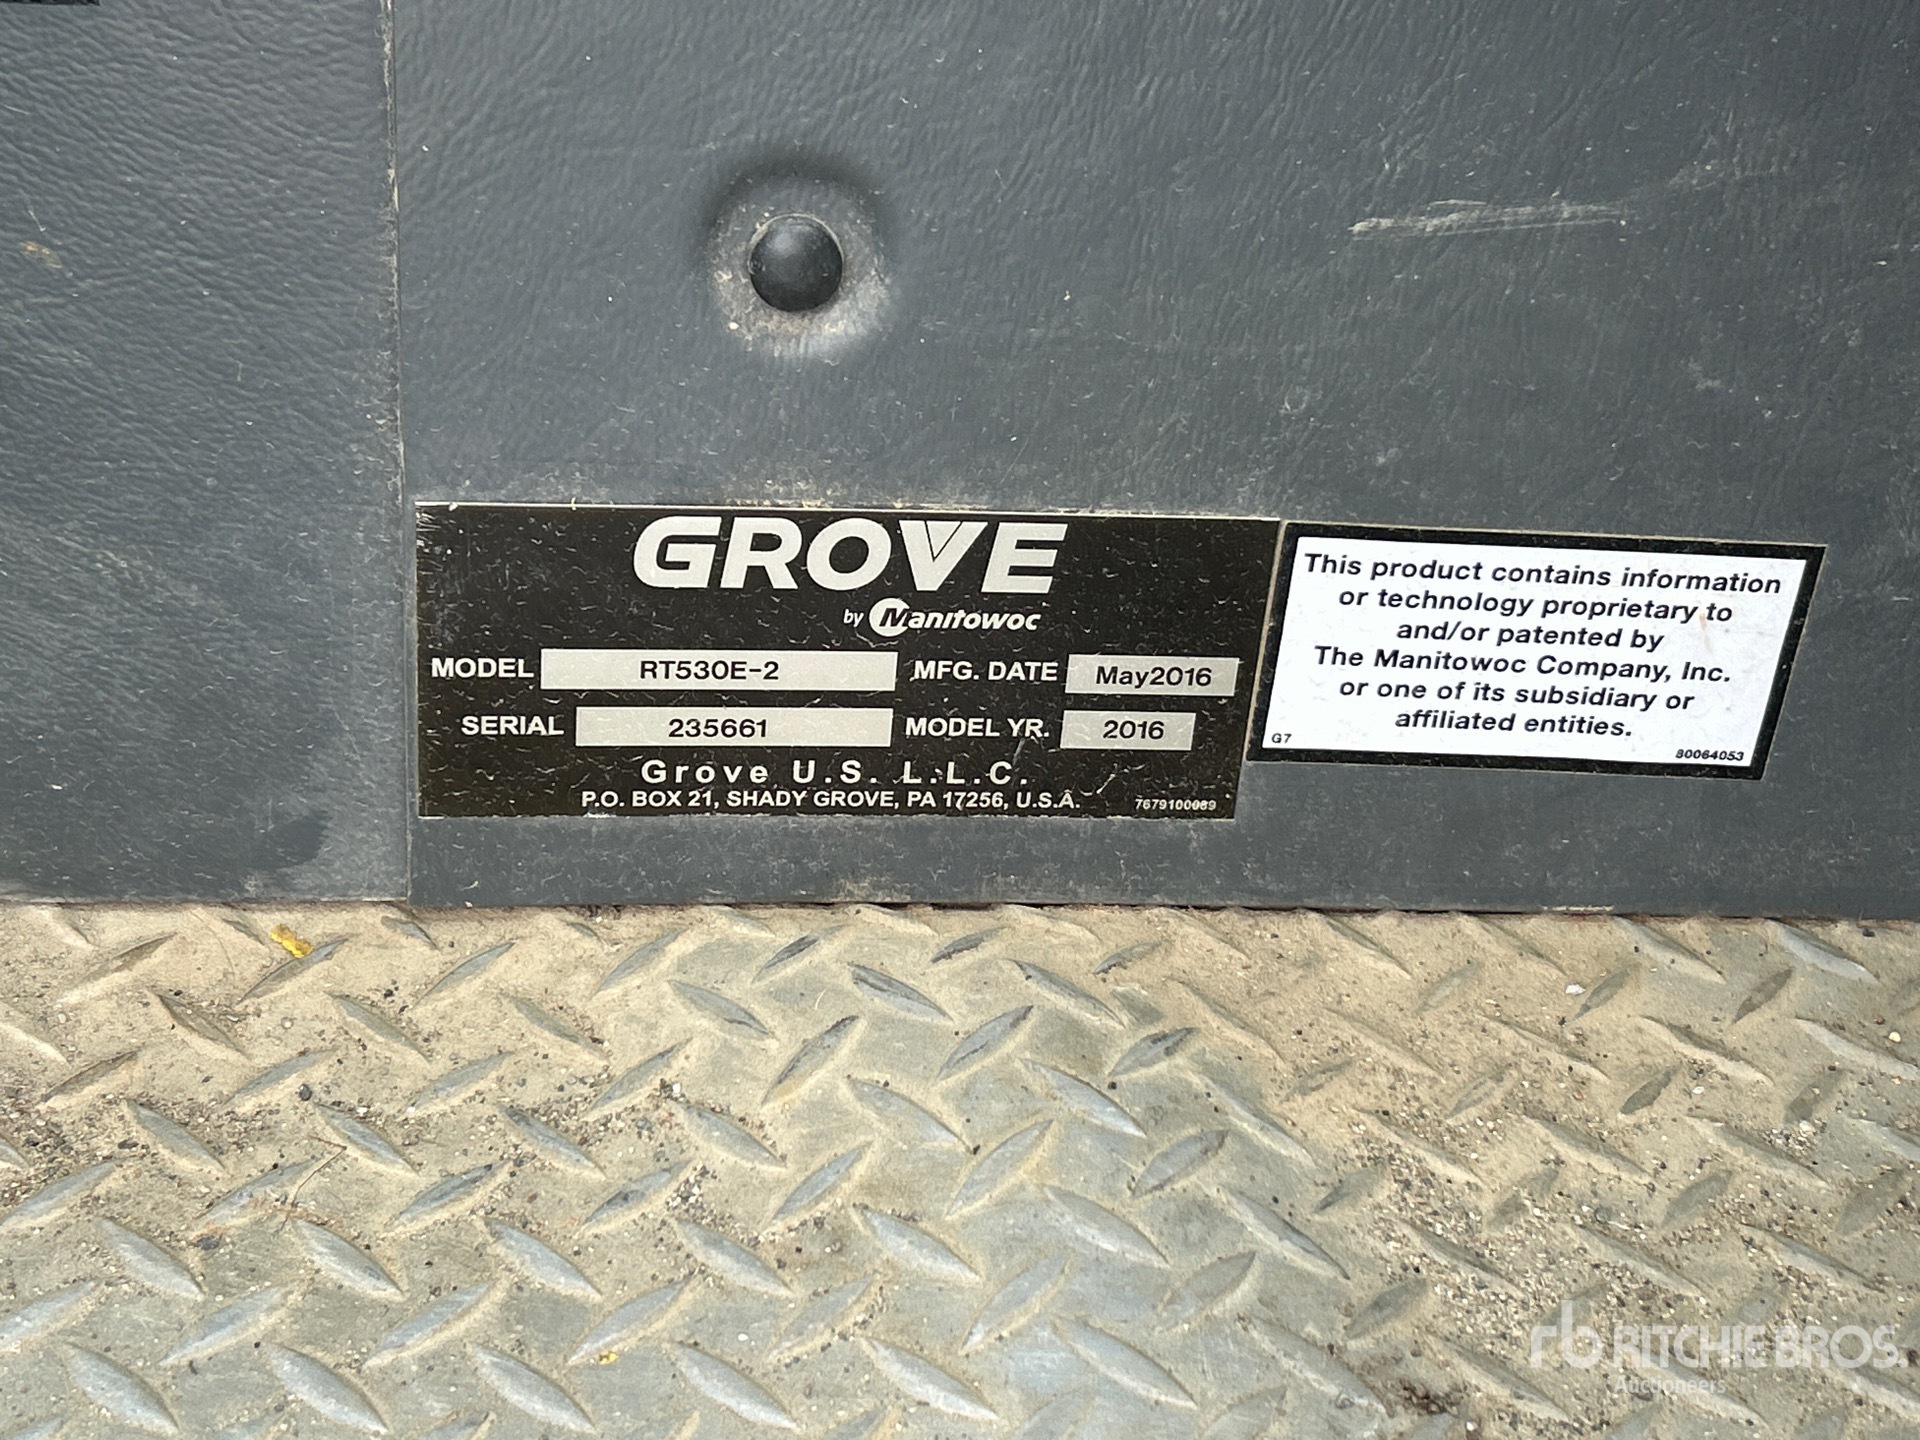 GROVE
by Manitowoc
MODEL RT530E-2 MFG. DATE May2016
SERIAL 235661 MODEL YR. 2016
Grove U.S. L.L.C.
P.O. BOX 21, SHADY GROVE, PA 17256, U.S.A. 7679100089
This product contains information
or technology proprietary to
and/or patented by
The Manitowoc Company, Inc.
or one of its subsidiary or
affiliated entities.
G7 80064053
rb RITCHIE BROS.
Auctioneers